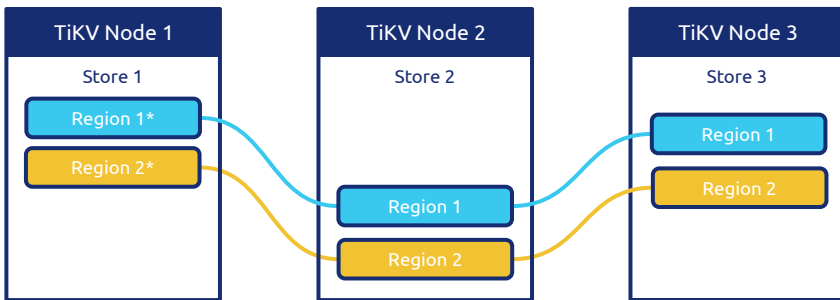 TiKV Node 1
Store 1
Region 1*
Region 2*
TiKV Node 2
Store 2
Region 1
Region 2
TiKV Node 3
Store 3
Region 1
Region 2